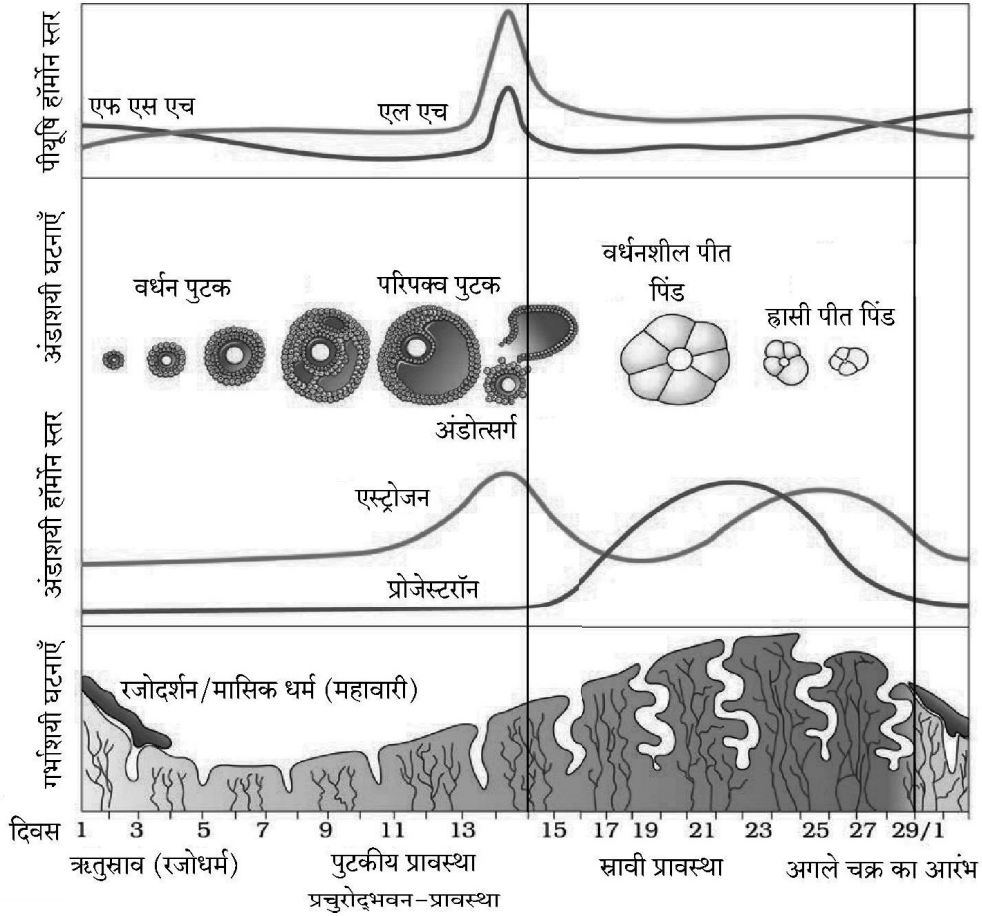 पीयूषि हॉर्मोन स्तर
एफ एस एच
एल एच
अंडाशयी घटनाएँ
वर्धन पुटक
परिपक्व पुटक
वर्धनशील पीत
पिंड
ह्रासी पीत पिंड
अंडोत्सर्ग
अंडाशयी हॉर्मोन स्तर
एस्ट्रोजन
प्रोजेस्टरॉन
गर्भाशयी घटनाएँ
रजोदर्शन/मासिक धर्म (महावारी)
दिवस 1 3 5 7 9 11 13 15 17 19 21 23 25 27 29/1
ऋतुस्राव (रजोधर्म)
पुटकीय प्रावस्था
प्रचुरोद्भवन-प्रावस्था
स्रावी प्रावस्था
अगले चक्र का आरंभ